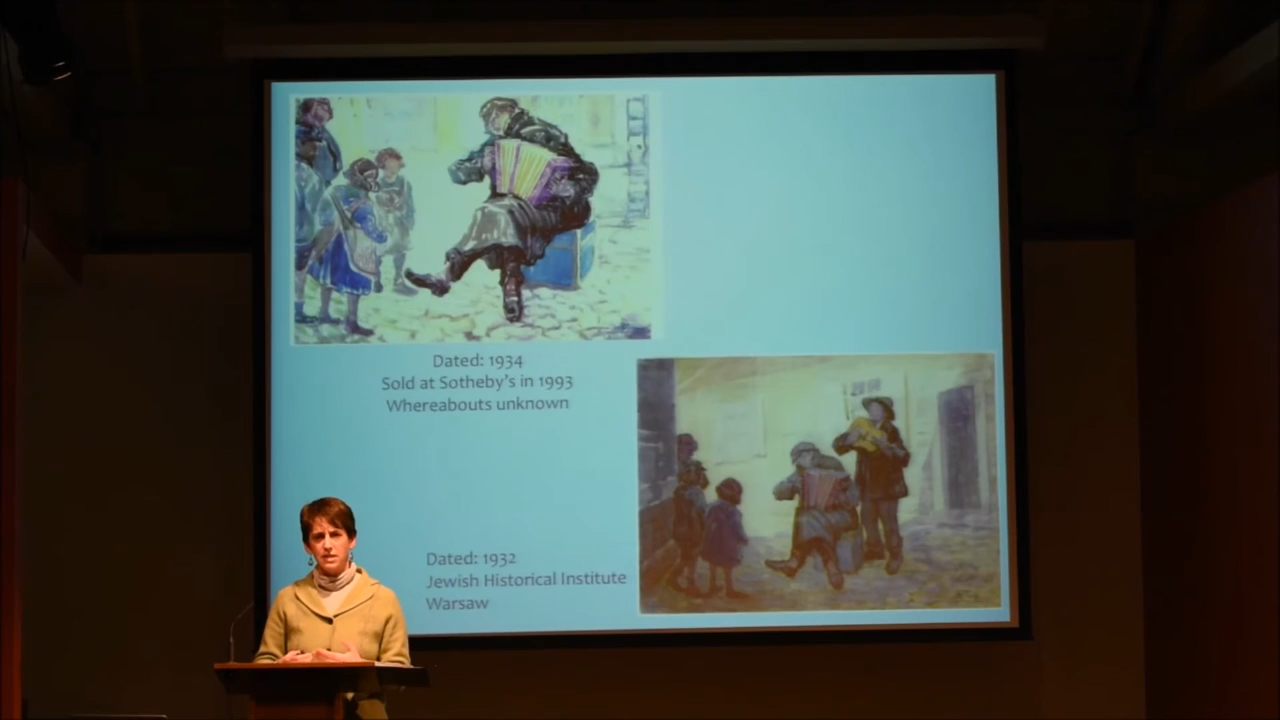 Dated: 1934
Sold at Sotheby's in 1993
Whereabouts unknown
Dated: 1932
Jewish Historical Institute
Warsaw